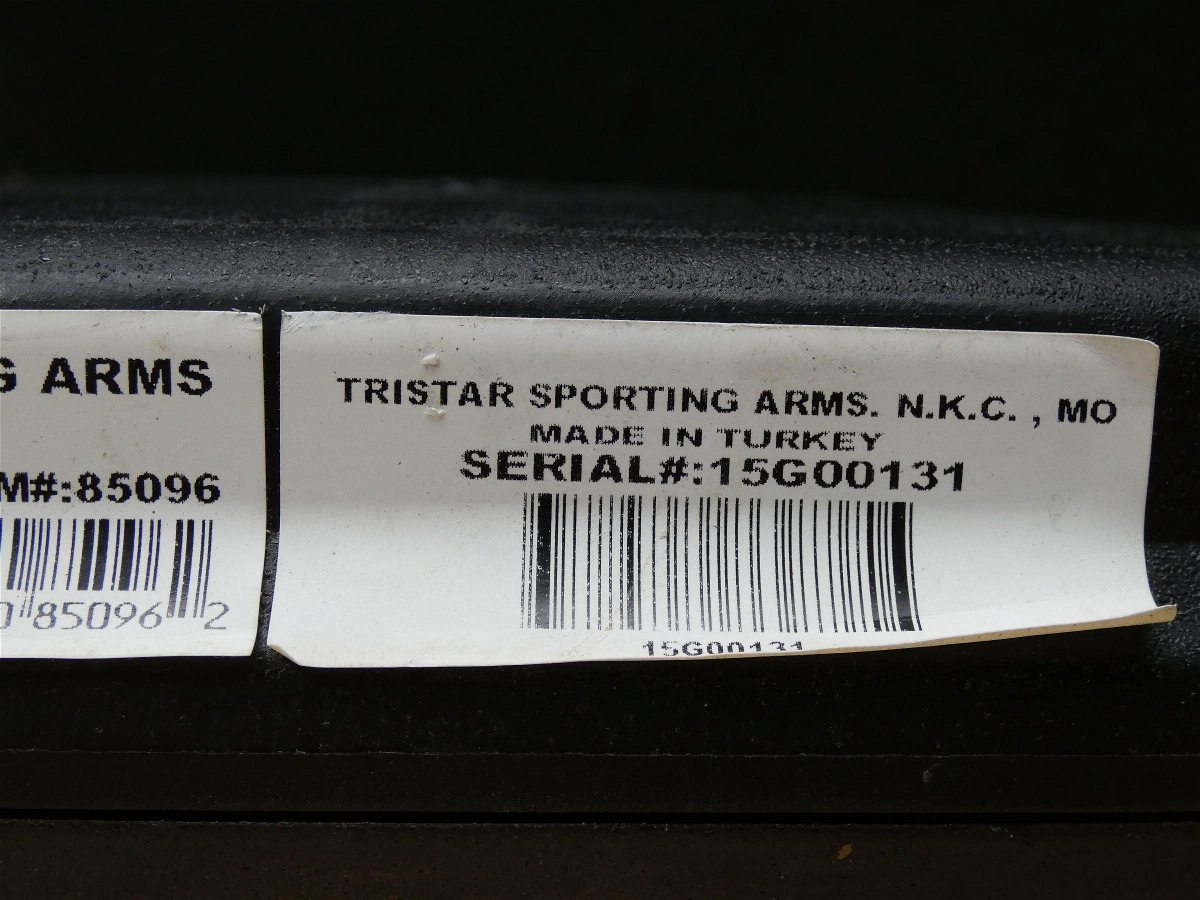 G ARMS
M#:85096
0 85096 2
TRISTAR SPORTING ARMS. N.K.C. , MO
MADE IN TURKEY
SERIAL#:15G00131
15G00131